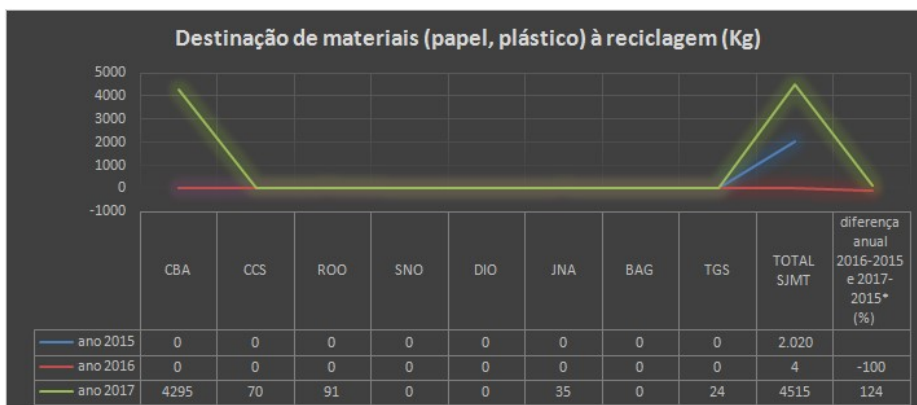 Destinação de materiais (papel, plástico) à reciclagem (Kg)
5000
4000
3000
2000
1000
0
-1000
CBA CCS ROO SNO DIO JNA BAG TGS TOTAL SJMT diferença anual 2016-2015 e 2017-2015* (%)
ano 2015 0 0 0 0 0 0 0 0 2.020
ano 2016 0 0 0 0 0 0 0 0 4 -100
ano 2017 4295 70 91 0 0 35 0 24 4515 124